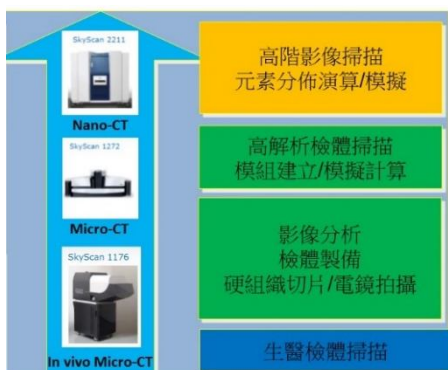 SkyScan 2211
Nano-CT
SkyScan 1272
Micro-CT
SkyScan 1176
In vivo Micro-CT
高階影像掃描
元素分佈演算/模擬
高解析檢體掃描
模組建立/模擬計算
影像分析
檢體製備
硬組織切片/電鏡拍攝
生醫檢體掃描